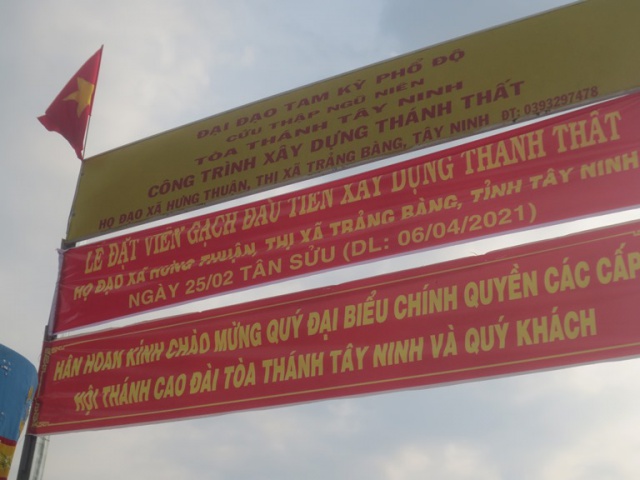 ĐẠI ĐẠO TAM KỲ PHỔ ĐỘ
CỬU THẬP NGŨ NIÊN
TÒA THÁNH TÂY NINH
CÔNG TRÌNH XÂY DỰNG THÁNH THẤT
HỌ ĐẠO XÃ HƯNG THUẬN, THỊ XÃ TRẢNG BÀNG, TÂY NINH ĐT: 0393297478
LỄ ĐẶT VIÊN GẠCH ĐẦU TIÊN XÂY DỰNG THÁNH THẤT
HỌ ĐẠO XÃ HƯNG THUẬN, THỊ XÃ TRẢNG BÀNG, TỈNH TÂY NINH
NGÀY 25/02 TÂN SỬU (DL: 06/04/2021)
HÂN HOAN KÍNH CHÀO MỪNG QUÝ ĐẠI BIỂU CHÍNH QUYỀN CÁC CẤP
HỘI THÁNH CAO ĐÀI TÒA THÁNH TÂY NINH VÀ QUÝ KHÁCH